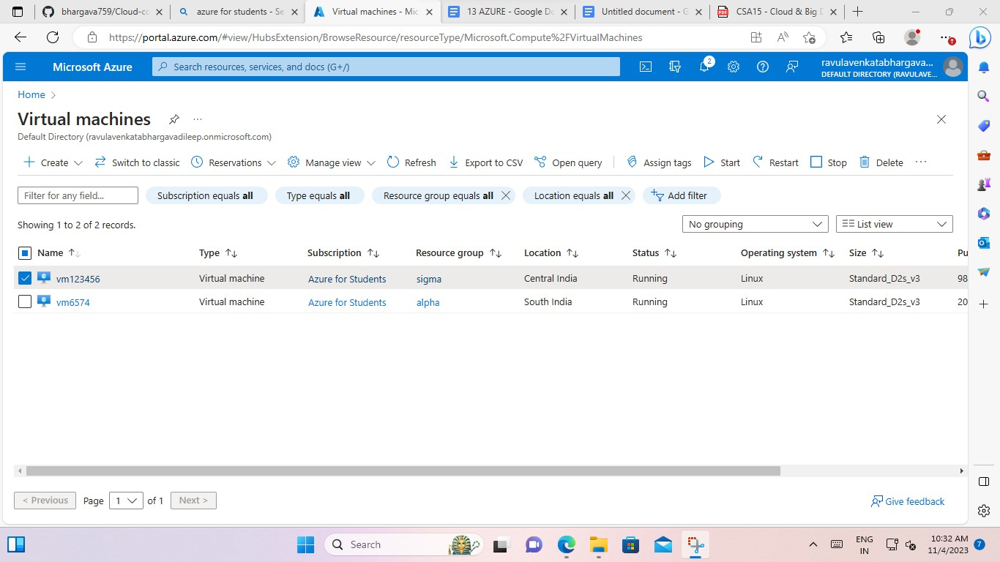 bhargava759/Cloud-cc
azure for students - Se
Virtual machines - Mic
13 AZURE - Google Do
Untitled document - G
CSA15 - Cloud & Big D
https://portal.azure.com/#view/HubsExtension/BrowseResource/resourceType/Microsoft.Compute%2FVirtualMachines
Microsoft Azure
Search resources, services, and docs (G+/)
2
ravulavenkatabhargava...
DEFAULT DIRECTORY (RAVULAVE...
Home
Virtual machines
Default Directory (ravulavenkatabhargavadileep.onmicrosoft.com)
Create Switch to classic Reservations Manage view Refresh Export to CSV Open query Assign tags Start Restart Stop Delete
Filter for any field... Subscription equals all Type equals all Resource group equals all Location equals all Add filter
Showing 1 to 2 of 2 records. No grouping List view
Name Type Subscription Resource group Location Status Operating system Size Pu
vm123456 Virtual machine Azure for Students sigma Central India Running Linux Standard_D2s_v3 98
vm6574 Virtual machine Azure for Students alpha South India Running Linux Standard_D2s_v3 20
< Previous Page 1 of 1 Next > Give feedback
Search
ENG
IN
10:32 AM
11/4/2023
7